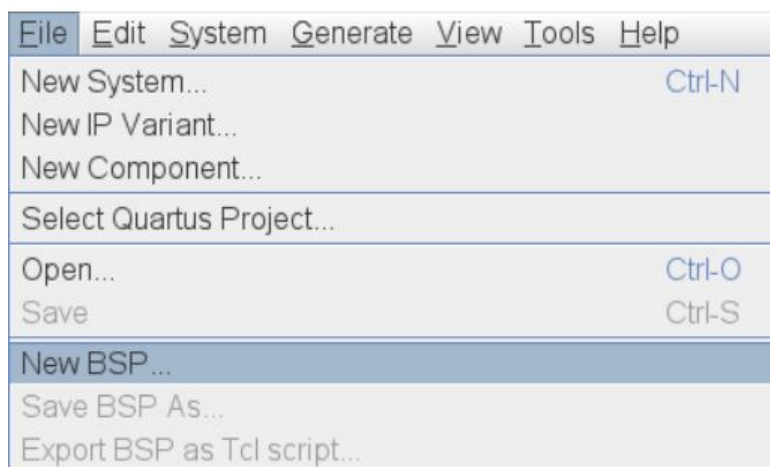 File Edit System Generate View Tools Help
New System... Ctrl-N
New IP Variant...
New Component...
Select Quartus Project...
Open... Ctrl-O
Save Ctrl-S
New BSP...
Save BSP As...
Export BSP as Tcl script...